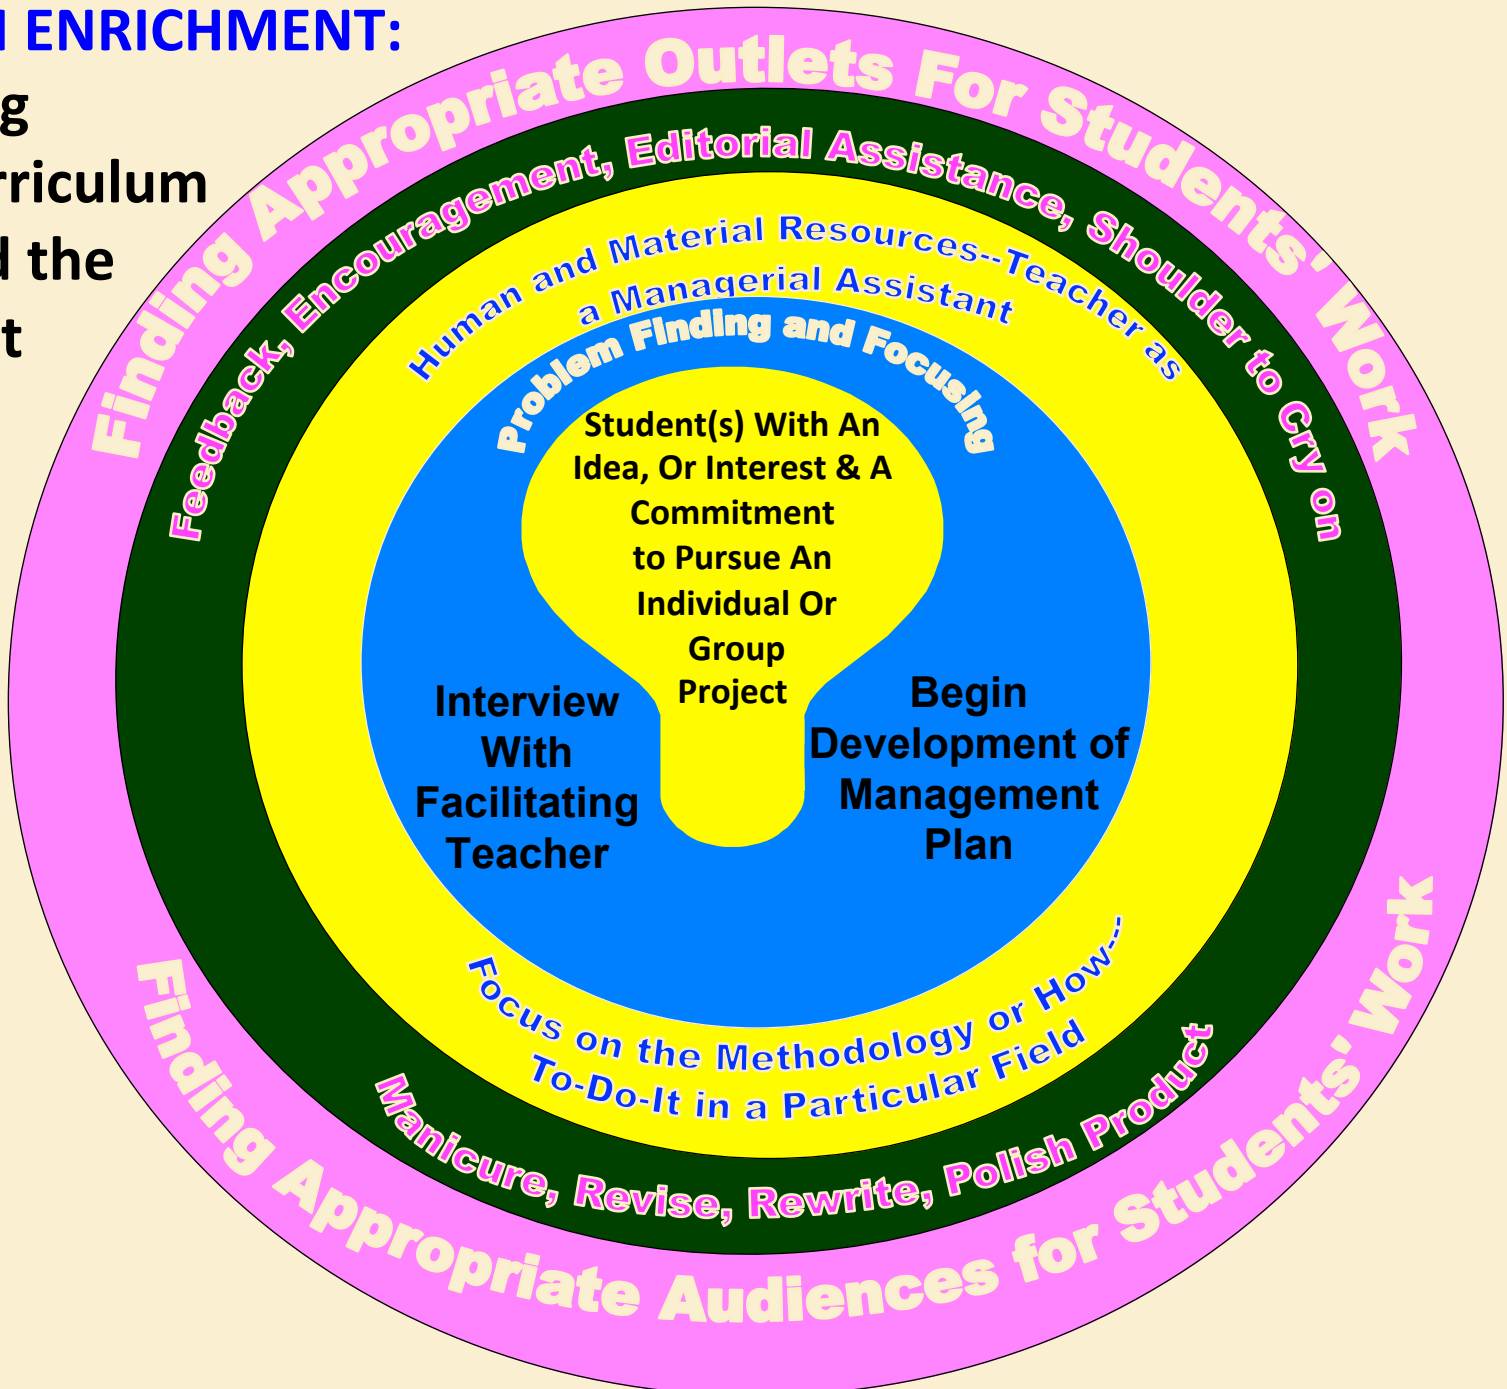 ENRICHMENT:
g
rriculum
d the
t
Finding Appropriate Outlets For Students' Work
Feedback, Encouragement, Editorial Assistance, Shoulder to Cry on
Human and Material Resources--Teacher as
a Managerial Assistant
Problem Finding and Focusing
Student(s) With An
Idea, Or Interest & A
Commitment
to Pursue An
Individual Or
Group
Project
Interview
With
Facilitating
Teacher
Begin
Development of
Management
Plan
Focus on the Methodology or How---
To-Do-It in a Particular Field
Manicure, Revise, Rewrite, Polish Product
Finding Appropriate Audiences for Students' Work